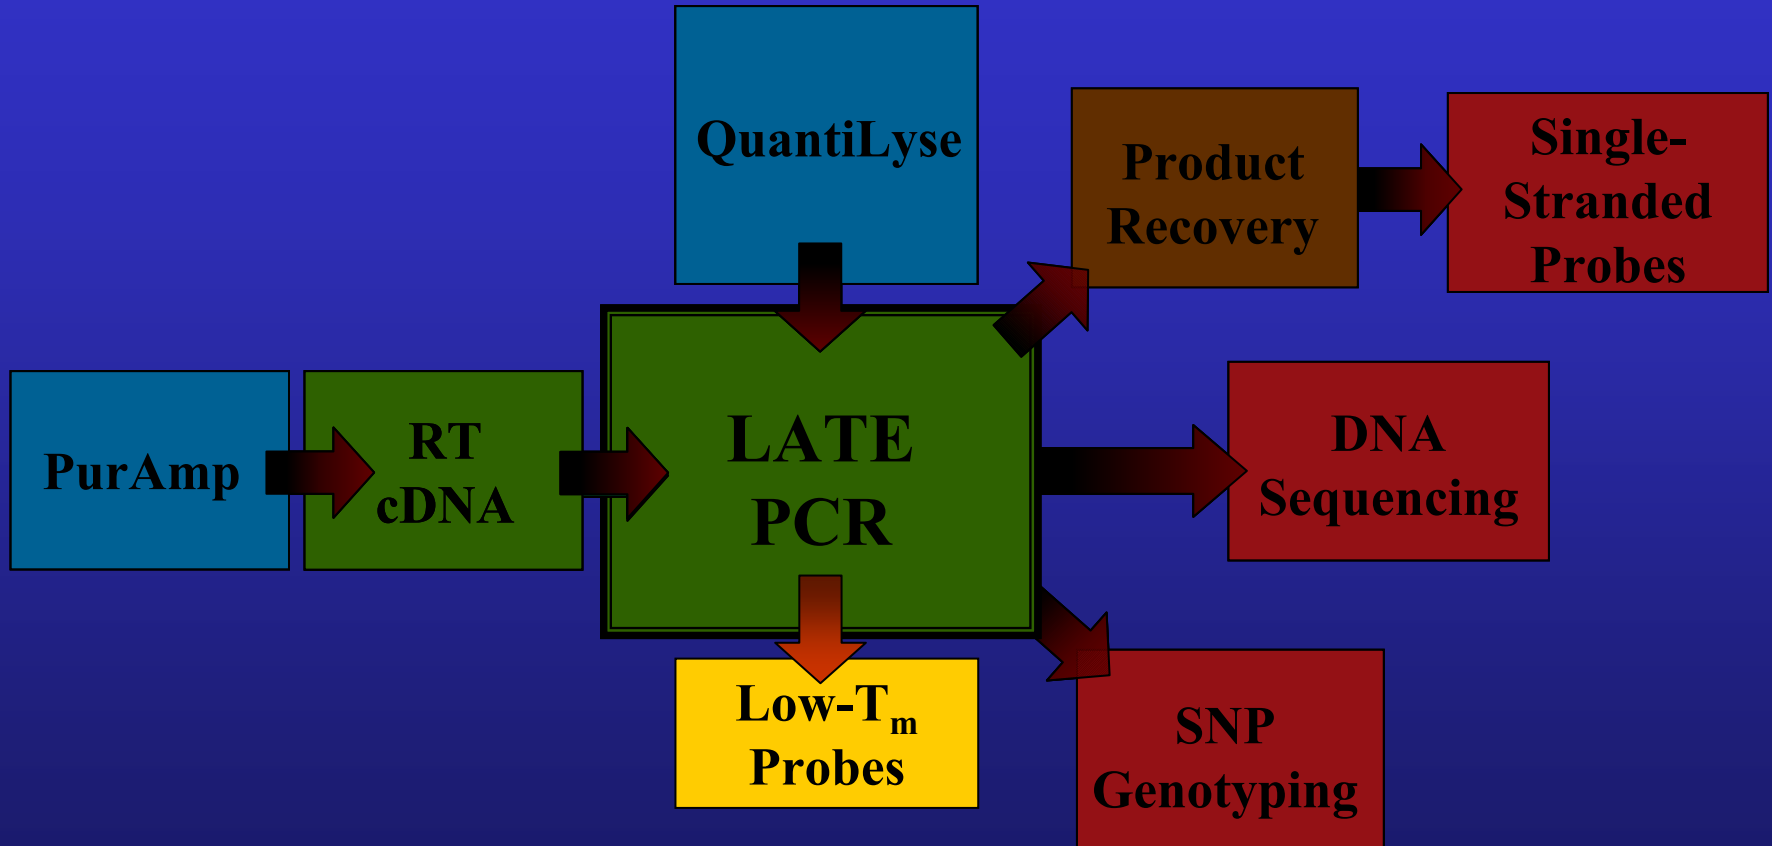 QuantiLyse
Product
Recovery
Single-
Stranded
Probes
PurAmp
RT
cDNA
LATE
PCR
DNA
Sequencing
Low-Tm
Probes
SNP
Genotyping